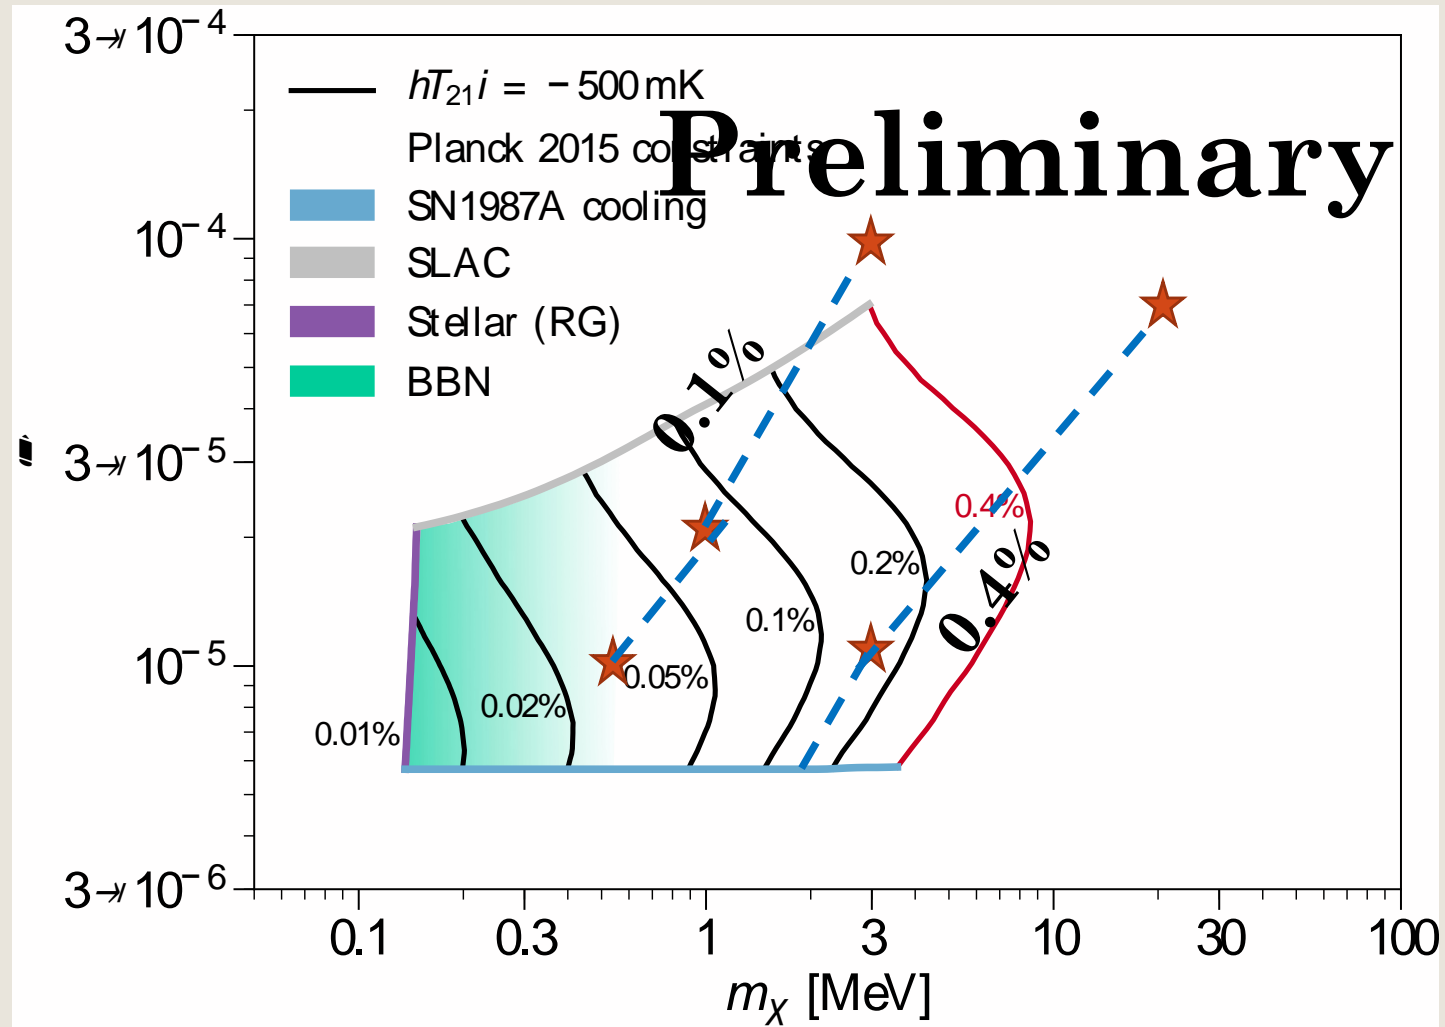 3 × 10⁻⁴
hT₂₁i = −500 mK
Preliminary
Planck 2015 constraints
SN1987A cooling
10⁻⁴
SLAC
Stellar (RG)
0.1%
BBN
3 × 10⁻⁵
0.4%
0.4%
0.2%
0.1%
10⁻⁵
0.05%
0.02%
0.01%
3 × 10⁻⁶
0.1 0.3 1 3 10 30 100
mχ [MeV]